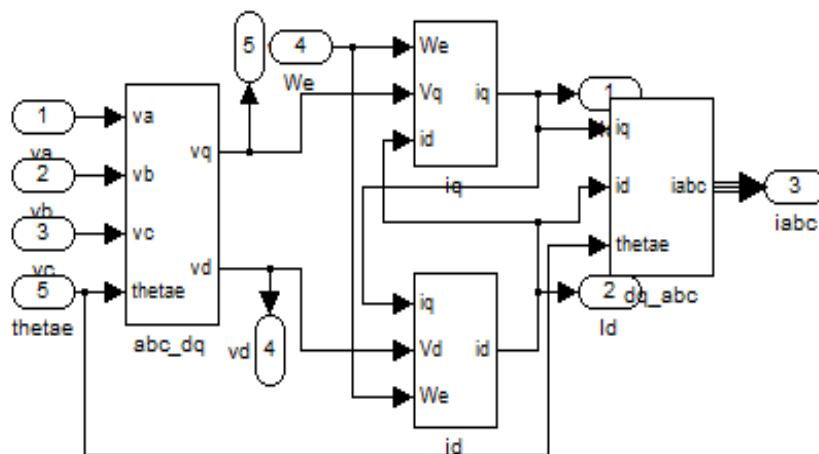 5
4
We
1
va
2
vb
3
vc
5
thetae
va
vb
vc
thetae
vq
vd
abc_dq
vd
4
We
Vq
id
iq
iq
iq
Vd
We
id
id
1
2
Id
iq
id
thetae
iabc
dq_abc
3
iabc